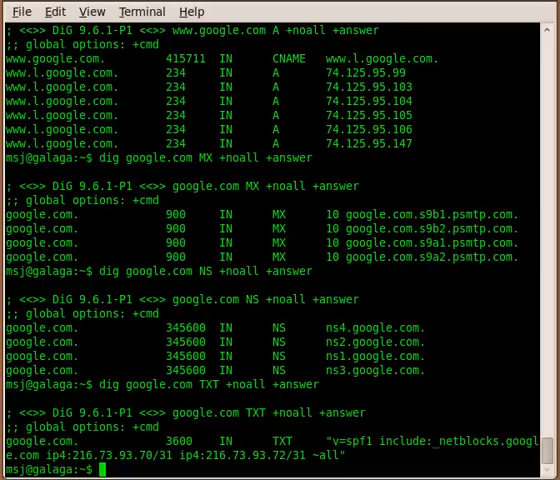 File Edit View Terminal Help
; <<>> DiG 9.6.1-P1 <<>> www.google.com A +noall +answer
;; global options: +cmd
www.google.com. 415711 IN CNAME www.l.google.com.
www.l.google.com. 234 IN A 74.125.95.99
www.l.google.com. 234 IN A 74.125.95.103
www.l.google.com. 234 IN A 74.125.95.104
www.l.google.com. 234 IN A 74.125.95.105
www.l.google.com. 234 IN A 74.125.95.106
www.l.google.com. 234 IN A 74.125.95.147
msj@galaga:~$ dig google.com MX +noall +answer
; <<>> DiG 9.6.1-P1 <<>> google.com MX +noall +answer
;; global options: +cmd
google.com. 900 IN MX 10 google.com.s9b1.psmtp.com.
google.com. 900 IN MX 10 google.com.s9b2.psmtp.com.
google.com. 900 IN MX 10 google.com.s9a1.psmtp.com.
google.com. 900 IN MX 10 google.com.s9a2.psmtp.com.
msj@galaga:~$ dig google.com NS +noall +answer
; <<>> DiG 9.6.1-P1 <<>> google.com NS +noall +answer
;; global options: +cmd
google.com. 345600 IN NS ns4.google.com.
google.com. 345600 IN NS ns2.google.com.
google.com. 345600 IN NS ns1.google.com.
google.com. 345600 IN NS ns3.google.com.
msj@galaga:~$ dig google.com TXT +noall +answer
; <<>> DiG 9.6.1-P1 <<>> google.com TXT +noall +answer
;; global options: +cmd
google.com. 3600 IN TXT "v=spf1 include:_netblocks.googl
e.com ip4:216.73.93.70/31 ip4:216.73.93.72/31 ~all"
msj@galaga:~$